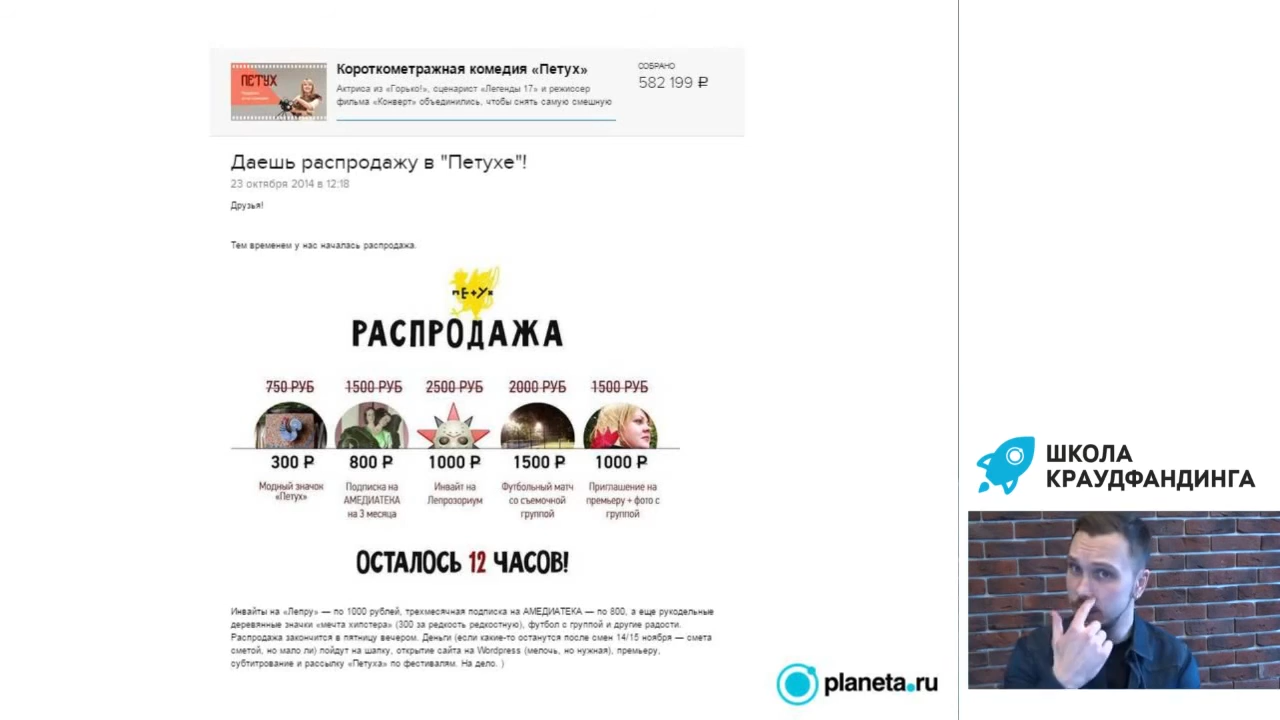 ПЕТУХ
Короткометражная комедия «Петух»
Актриса из «Горько!», сценарист «Легенды 17» и режиссер
фильма «Конверт» объединились, чтобы снять самую смешную
СОБРАНО
582 199 ₽
Даешь распродажу в "Петухе"!
23 октября 2014 в 12:18
Друзья!
Тем временем у нас началась распродажа.
пЕ+Ух
РАСПРОДАЖА
750 РУБ 1500 РУБ 2500 РУБ 2000 РУБ 1500 РУБ
300 ₽ 800 ₽ 1000 ₽ 1500 ₽ 1000 ₽
Модный значок Подписка на Инвайт на Футбольный матч Приглашение на
«Петух» АМЕДИАТЕКА Лепрозориум со съемочной премьеру + фото с
на 3 месяца группой группой
ОСТАЛОСЬ 12 ЧАСОВ!
Инвайты на «Лепру» — по 1000 рублей, трехмесячная подписка на АМЕДИАТЕКА — по 800, а еще рукодельные
деревянные значки «мечта хипстера» (300 за редкость редкостную), футбол с группой и другие радости.
Распродажа закончится в пятницу вечером. Деньги (если какие-то останутся после смен 14/15 ноября — смета
сметой, но мало ли) пойдут на шапку, открытие сайта на Wordpress (мелочь, но нужная), премьеру,
субтитрование и рассылку «Петуха» по фестивалям. На дело. )
planeta.ru
ШКОЛА
КРАУДФАНДИНГА